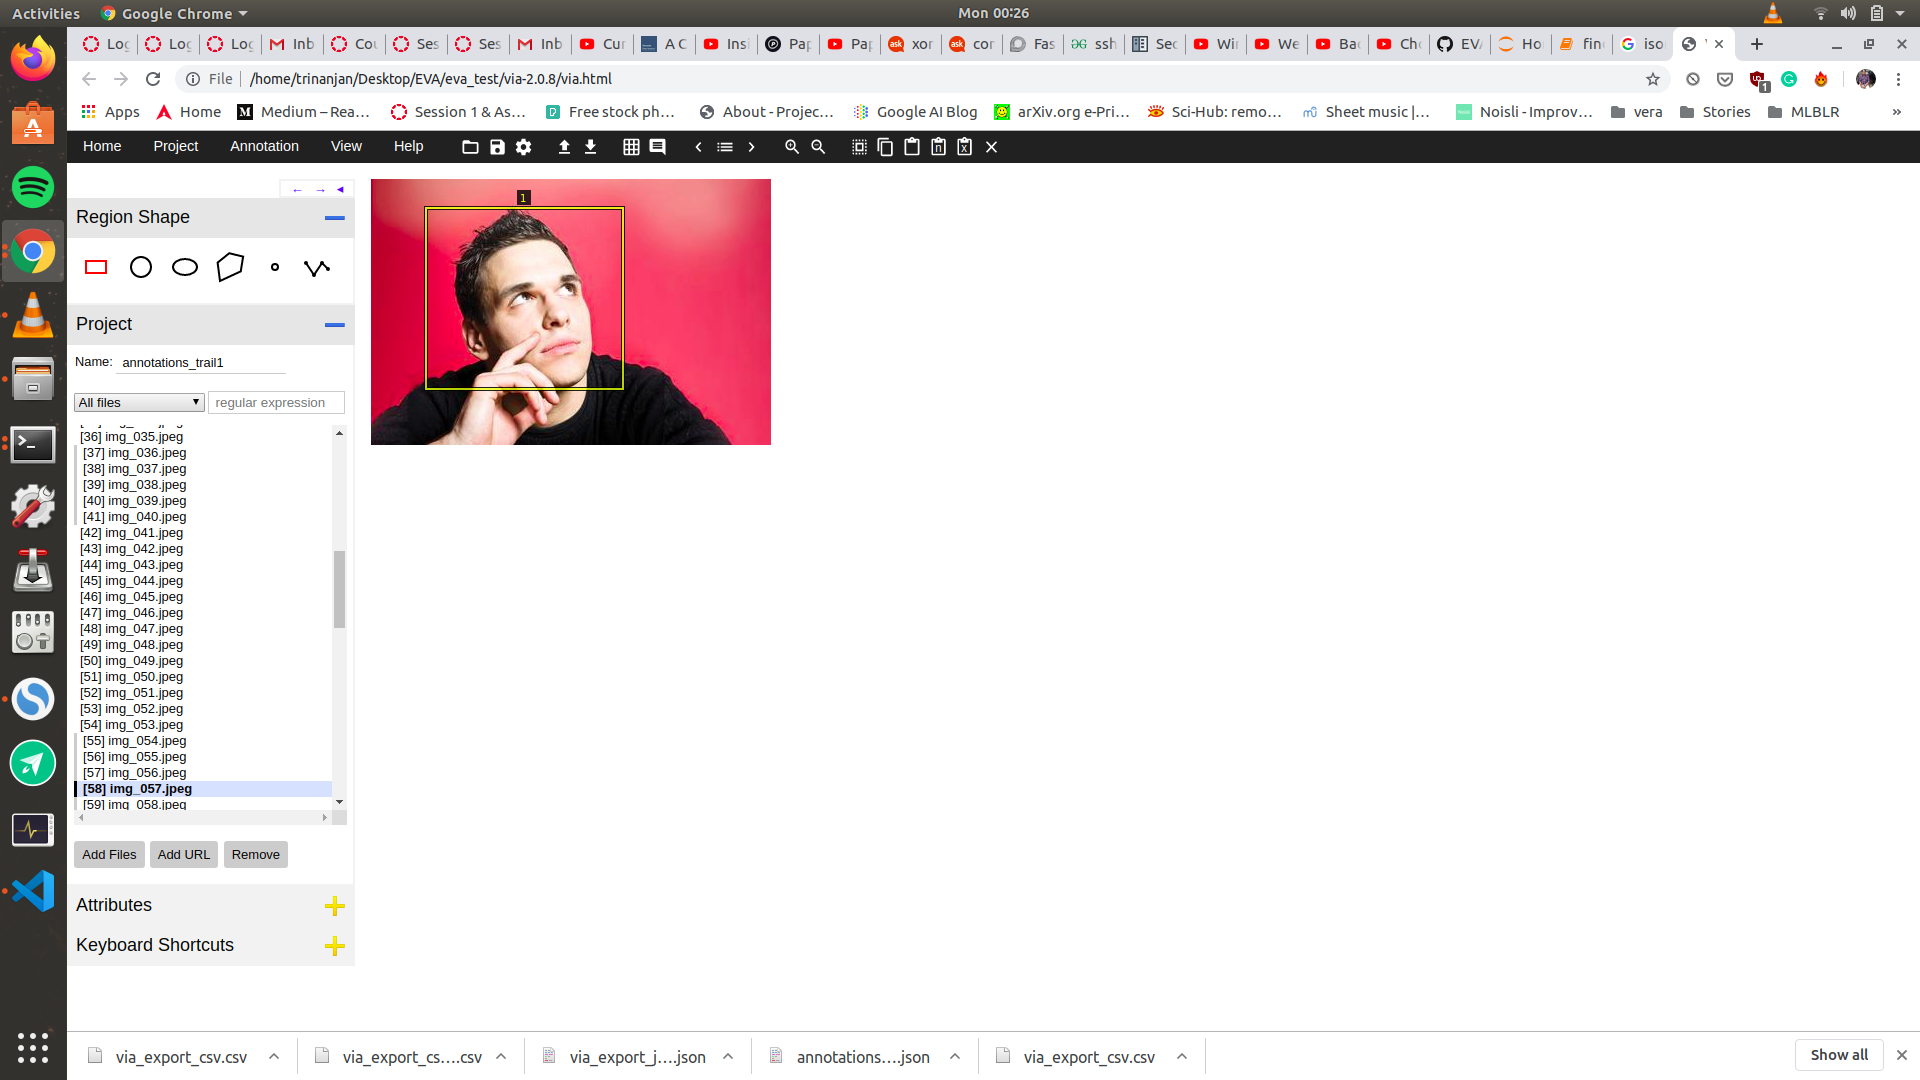 Activities Google Chrome Mon 00:26
Log Log Log Inb Cou Ses Ses Inb Cur A C Insi Pap Pap xor cor Fas ssh Sec Wir We Bac Cho EVA Ho fin iso
File /home/trinanjan/Desktop/EVA/eva_test/via-2.0.8/via.html 1
Apps Home Medium – Rea... Session 1 & As... Free stock ph... About - Projec... Google AI Blog arXiv.org e-Pri... Sci-Hub: remo... Sheet music |... Noisli - Improv... vera Stories MLBLR »
Home Project Annotation View Help
1
Region Shape
Project
Name: annotations_trail1
All files regular expression
[36] img_035.jpeg
[37] img_036.jpeg
[38] img_037.jpeg
[39] img_038.jpeg
[40] img_039.jpeg
[41] img_040.jpeg
[42] img_041.jpeg
[43] img_042.jpeg
[44] img_043.jpeg
[45] img_044.jpeg
[46] img_045.jpeg
[47] img_046.jpeg
[48] img_047.jpeg
[49] img_048.jpeg
[50] img_049.jpeg
[51] img_050.jpeg
[52] img_051.jpeg
[53] img_052.jpeg
[54] img_053.jpeg
[55] img_054.jpeg
[56] img_055.jpeg
[57] img_056.jpeg
[58] img_057.jpeg
[59] img_058.jpeg
Add Files Add URL Remove
Attributes
Keyboard Shortcuts
via_export_csv.csv via_export_cs....csv via_export_j....json annotations....json via_export_csv.csv Show all